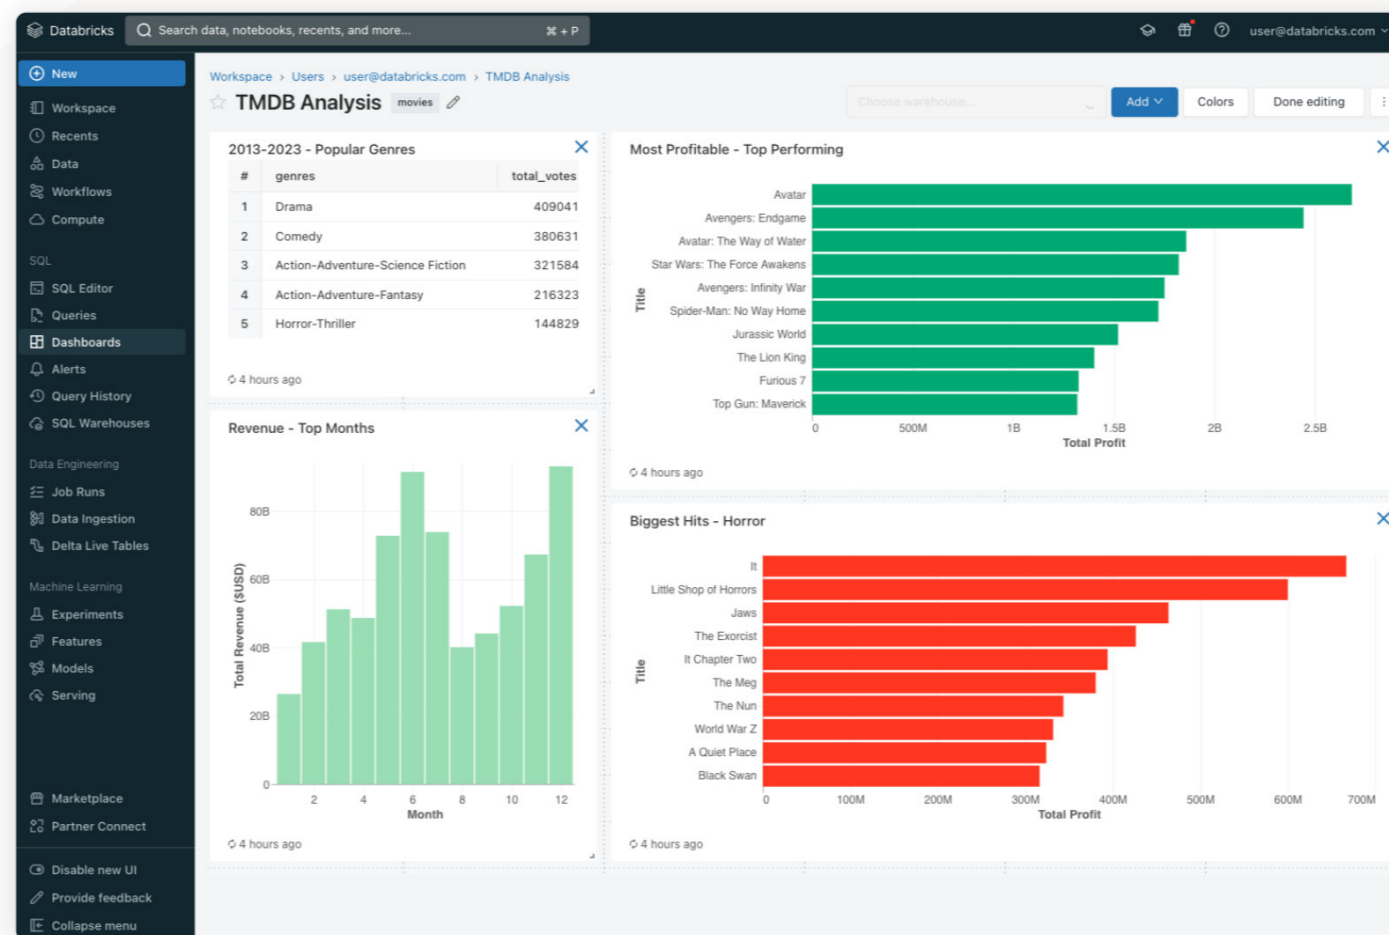 Databricks
Search data, notebooks, recents, and more...
⌘ + P
user@databricks.com
New
Workspace
Recents
Data
Workflows
Compute
SQL
SQL Editor
Queries
Dashboards
Alerts
Query History
SQL Warehouses
Data Engineering
Job Runs
Data Ingestion
Delta Live Tables
Machine Learning
Experiments
Features
Models
Serving
Marketplace
Partner Connect
Disable new UI
Provide feedback
Collapse menu
Workspace > Users > user@databricks.com > TMDB Analysis
TMDB Analysis movies
Choose warehouse...
Add
Colors
Done editing
2013-2023 - Popular Genres
# genres total_votes
1 Drama 409041
2 Comedy 380631
3 Action-Adventure-Science Fiction 321584
4 Action-Adventure-Fantasy 216323
5 Horror-Thriller 144829
4 hours ago
Most Profitable - Top Performing
Title
Avatar
Avengers: Endgame
Avatar: The Way of Water
Star Wars: The Force Awakens
Avengers: Infinity War
Spider-Man: No Way Home
Jurassic World
The Lion King
Furious 7
Top Gun: Maverick
0 500M 1B 1.5B 2B 2.5B
Total Profit
4 hours ago
Revenue - Top Months
Total Revenue ($USD)
80B
60B
40B
20B
0
2 4 6 8 10 12
Month
4 hours ago
Biggest Hits - Horror
Title
It
Little Shop of Horrors
Jaws
The Exorcist
It Chapter Two
The Meg
The Nun
World War Z
A Quiet Place
Black Swan
0 100M 200M 300M 400M 500M 600M 700M
Total Profit
4 hours ago